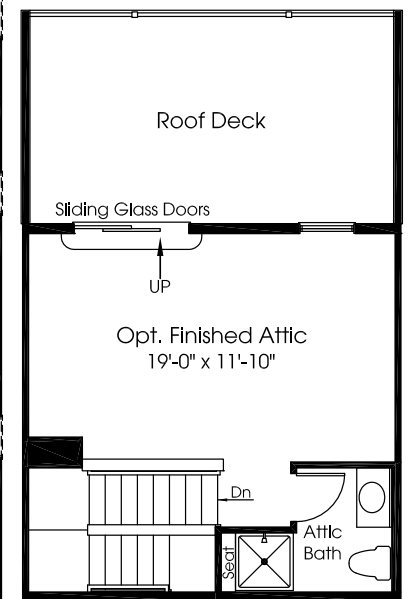 Roof Deck
Sliding Glass Doors
UP
Opt. Finished Attic
19'-0" x 11'-10"
Dn
Attic
Bath
Seat